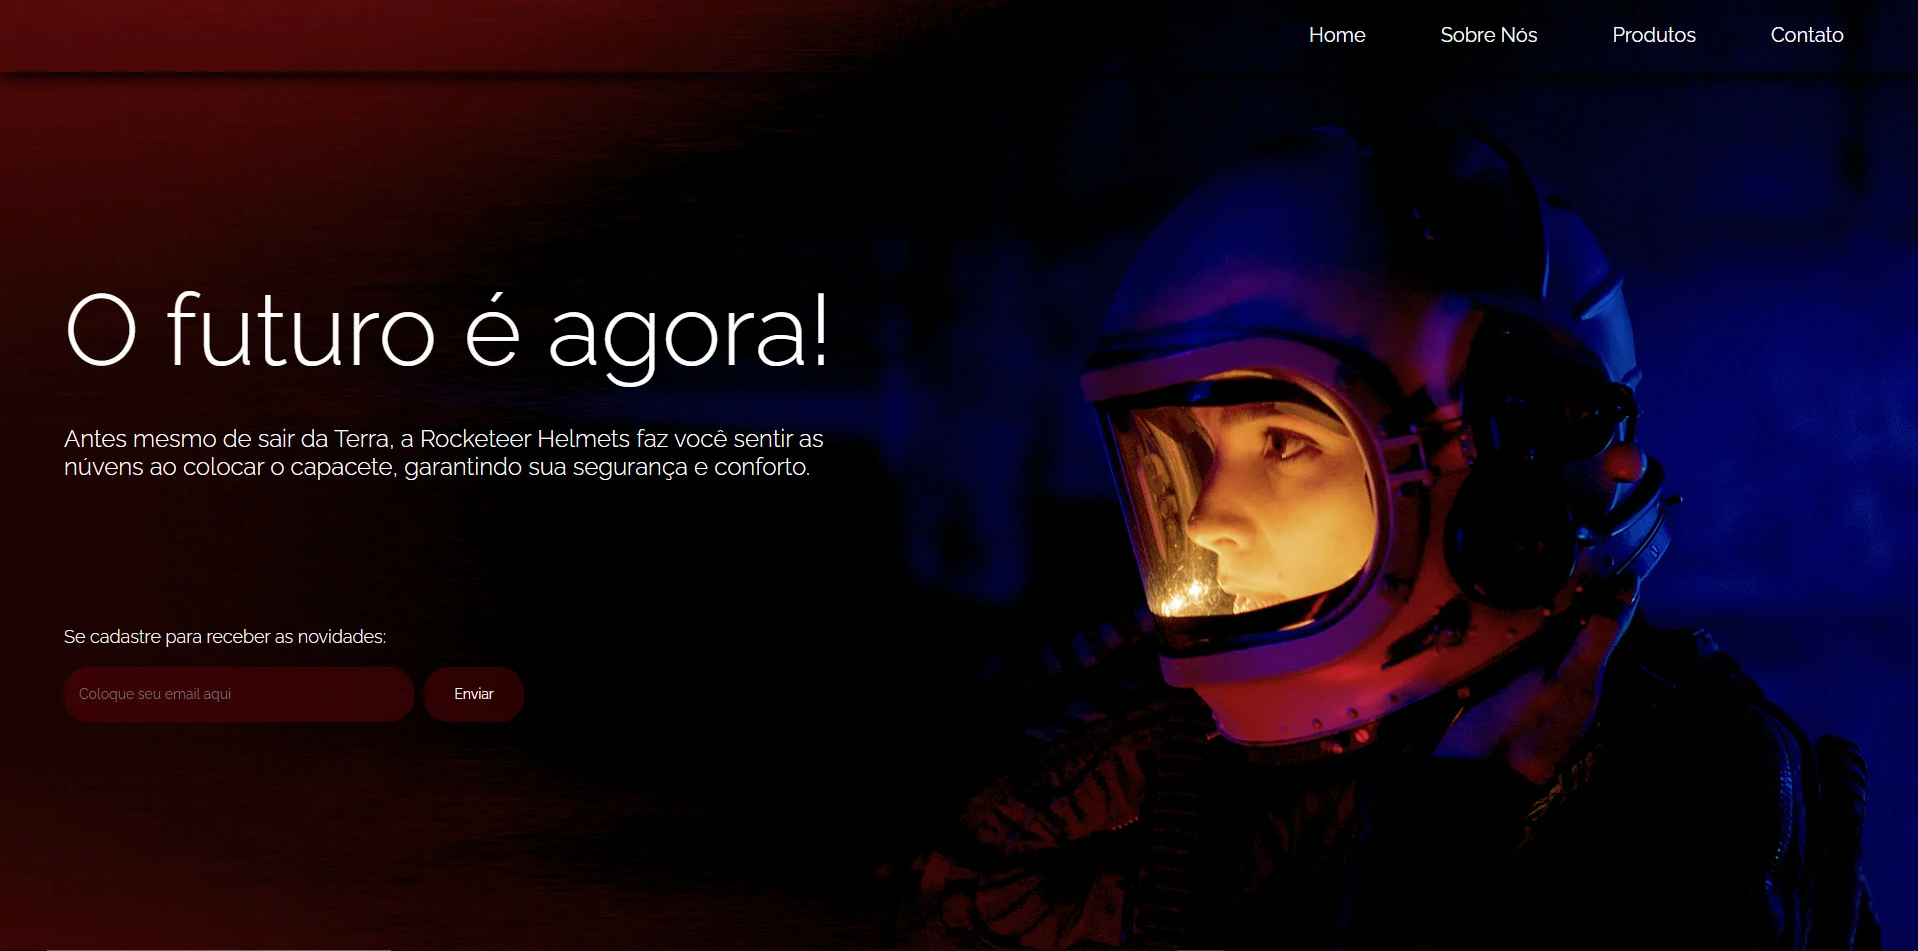 Home Sobre Nós Produtos Contato
O futuro é agora!
Antes mesmo de sair da Terra, a Rocketeer Helmets faz você sentir as
núvens ao colocar o capacete, garantindo sua segurança e conforto.
Se cadastre para receber as novidades:
Coloque seu email aqui Enviar